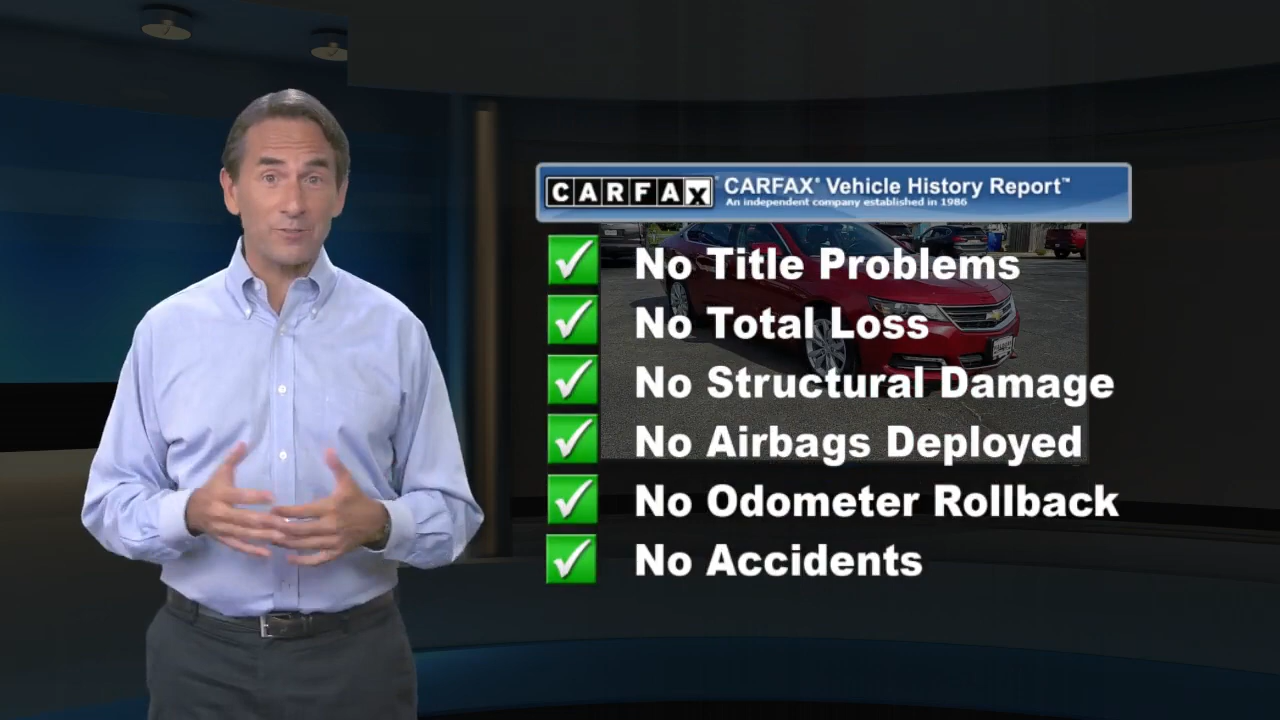 CARFAX CARFAX® Vehicle History Report™
An independent company established in 1986
No Title Problems
No Total Loss
No Structural Damage
No Airbags Deployed
No Odometer Rollback
No Accidents